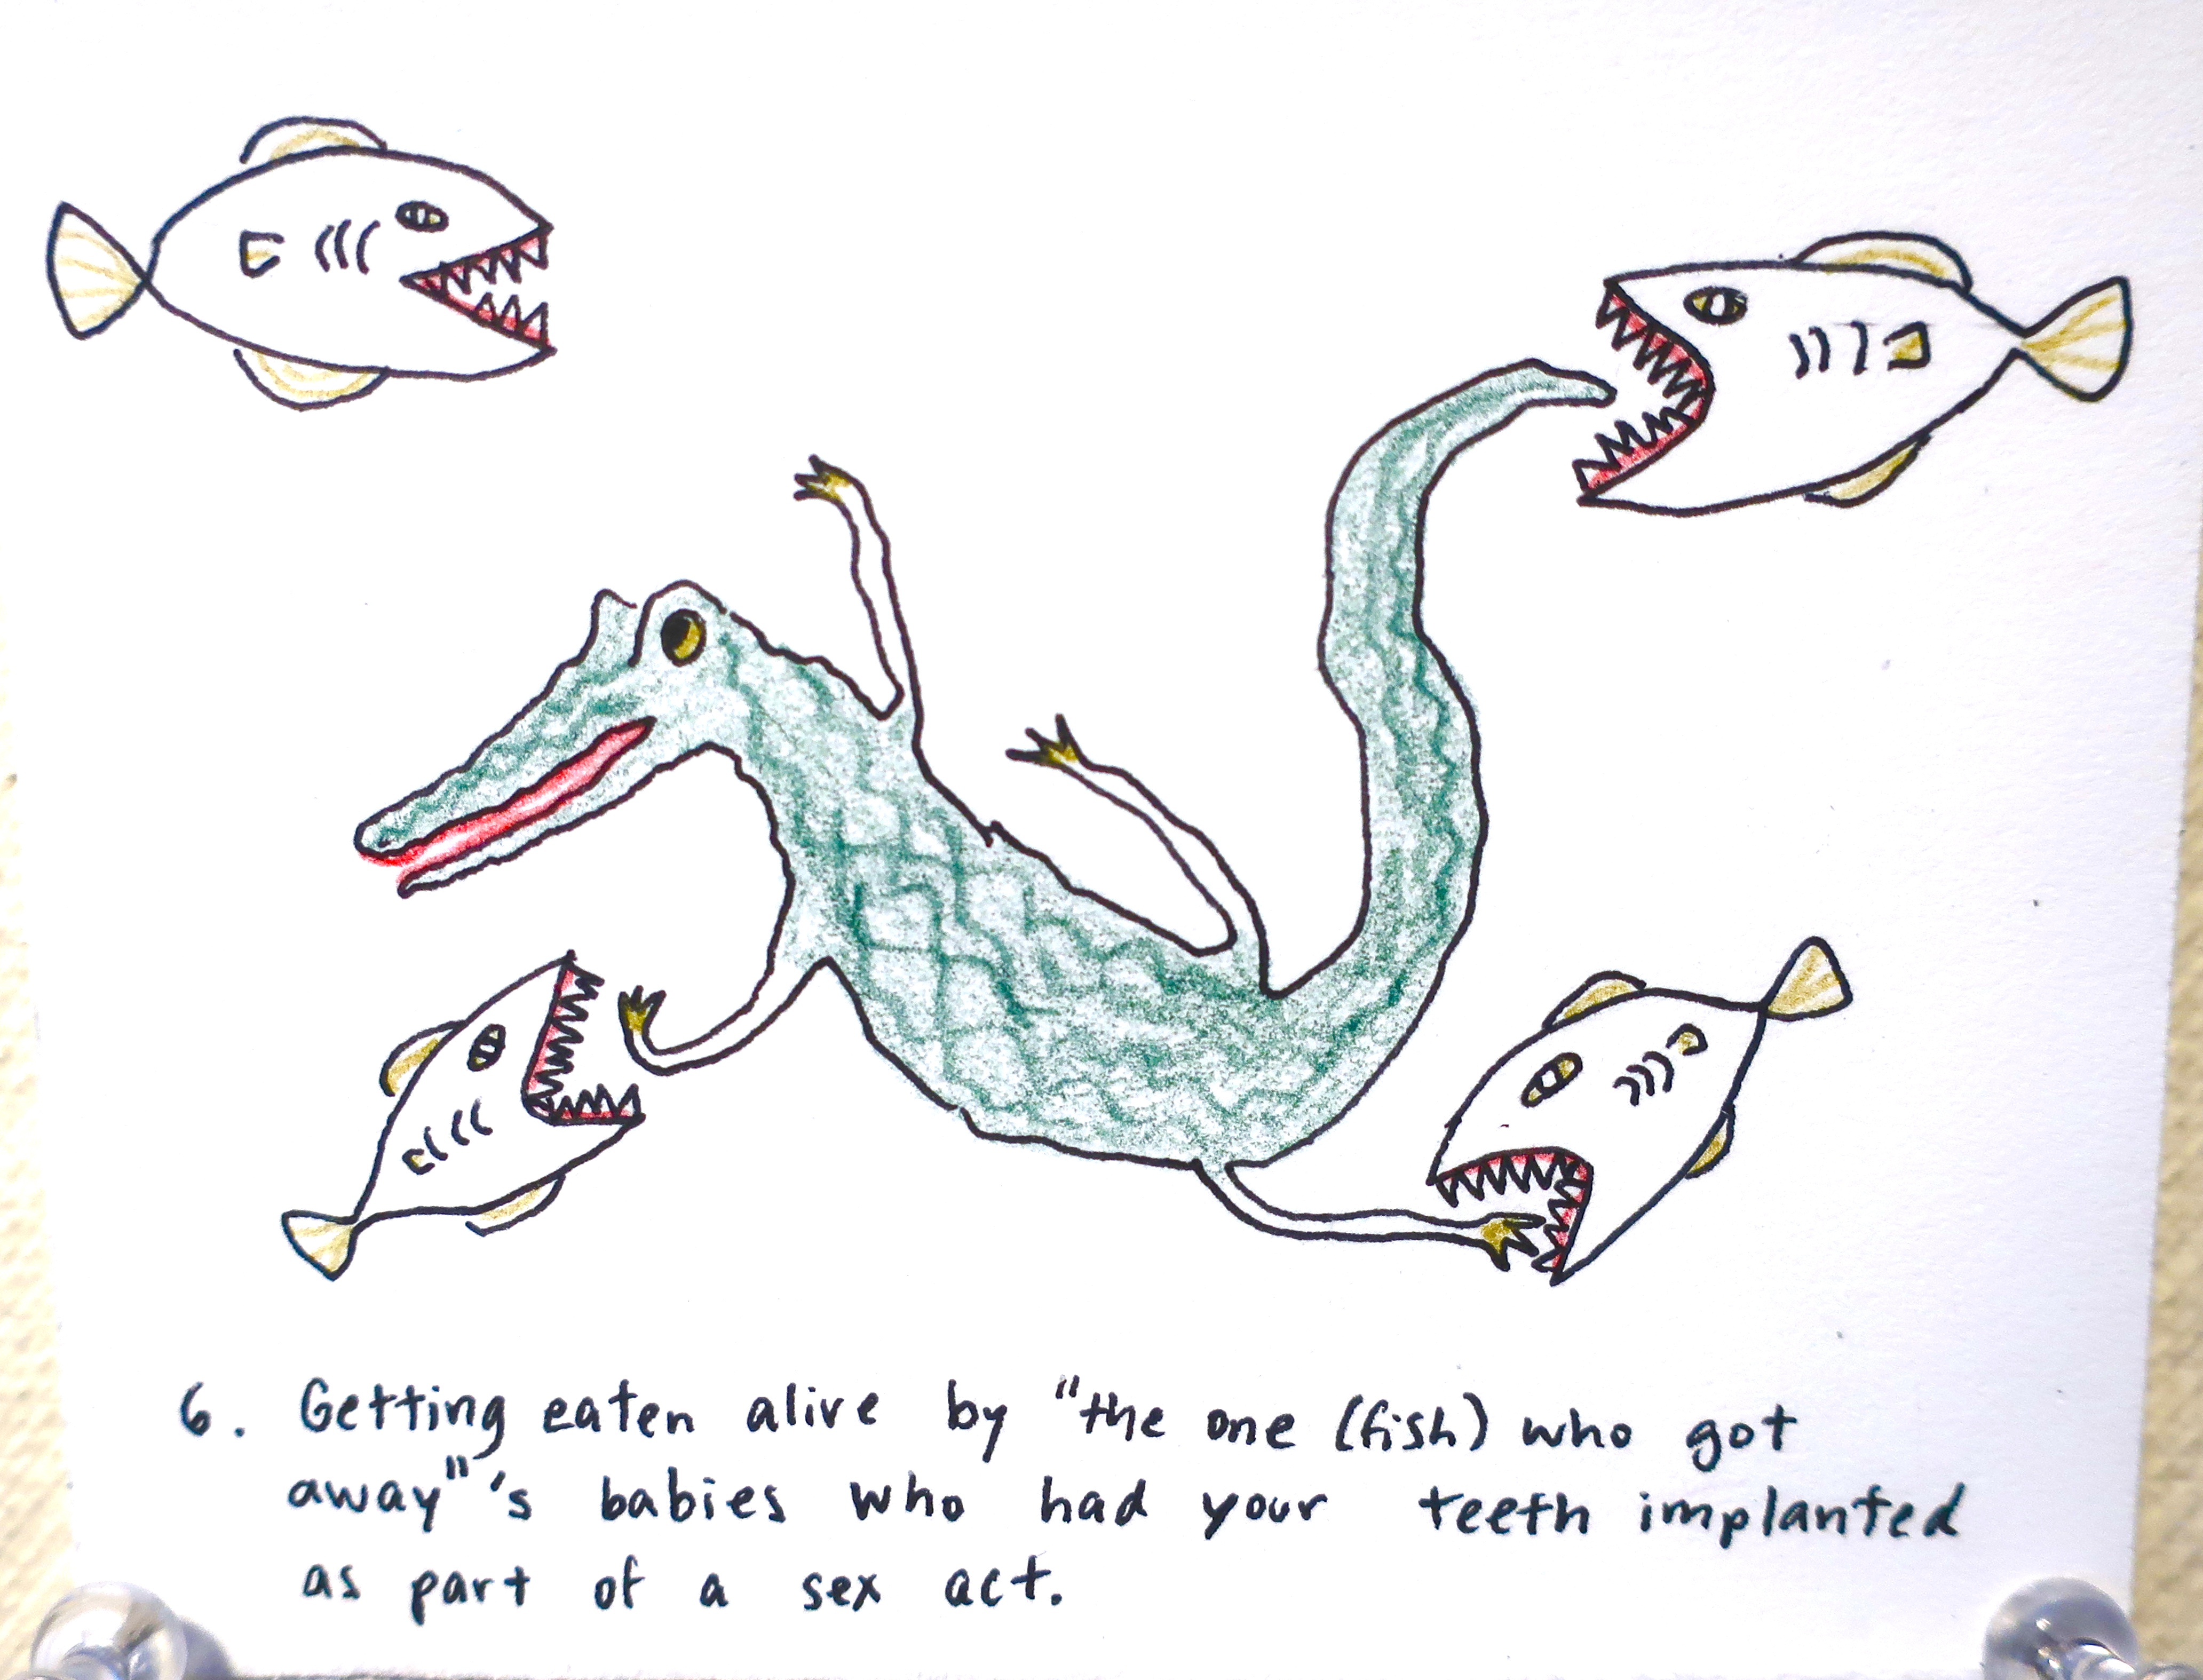 6. Getting eaten alive by "the one (fish) who got
away"'s babies who had your teeth implanted
as part of a sex act.